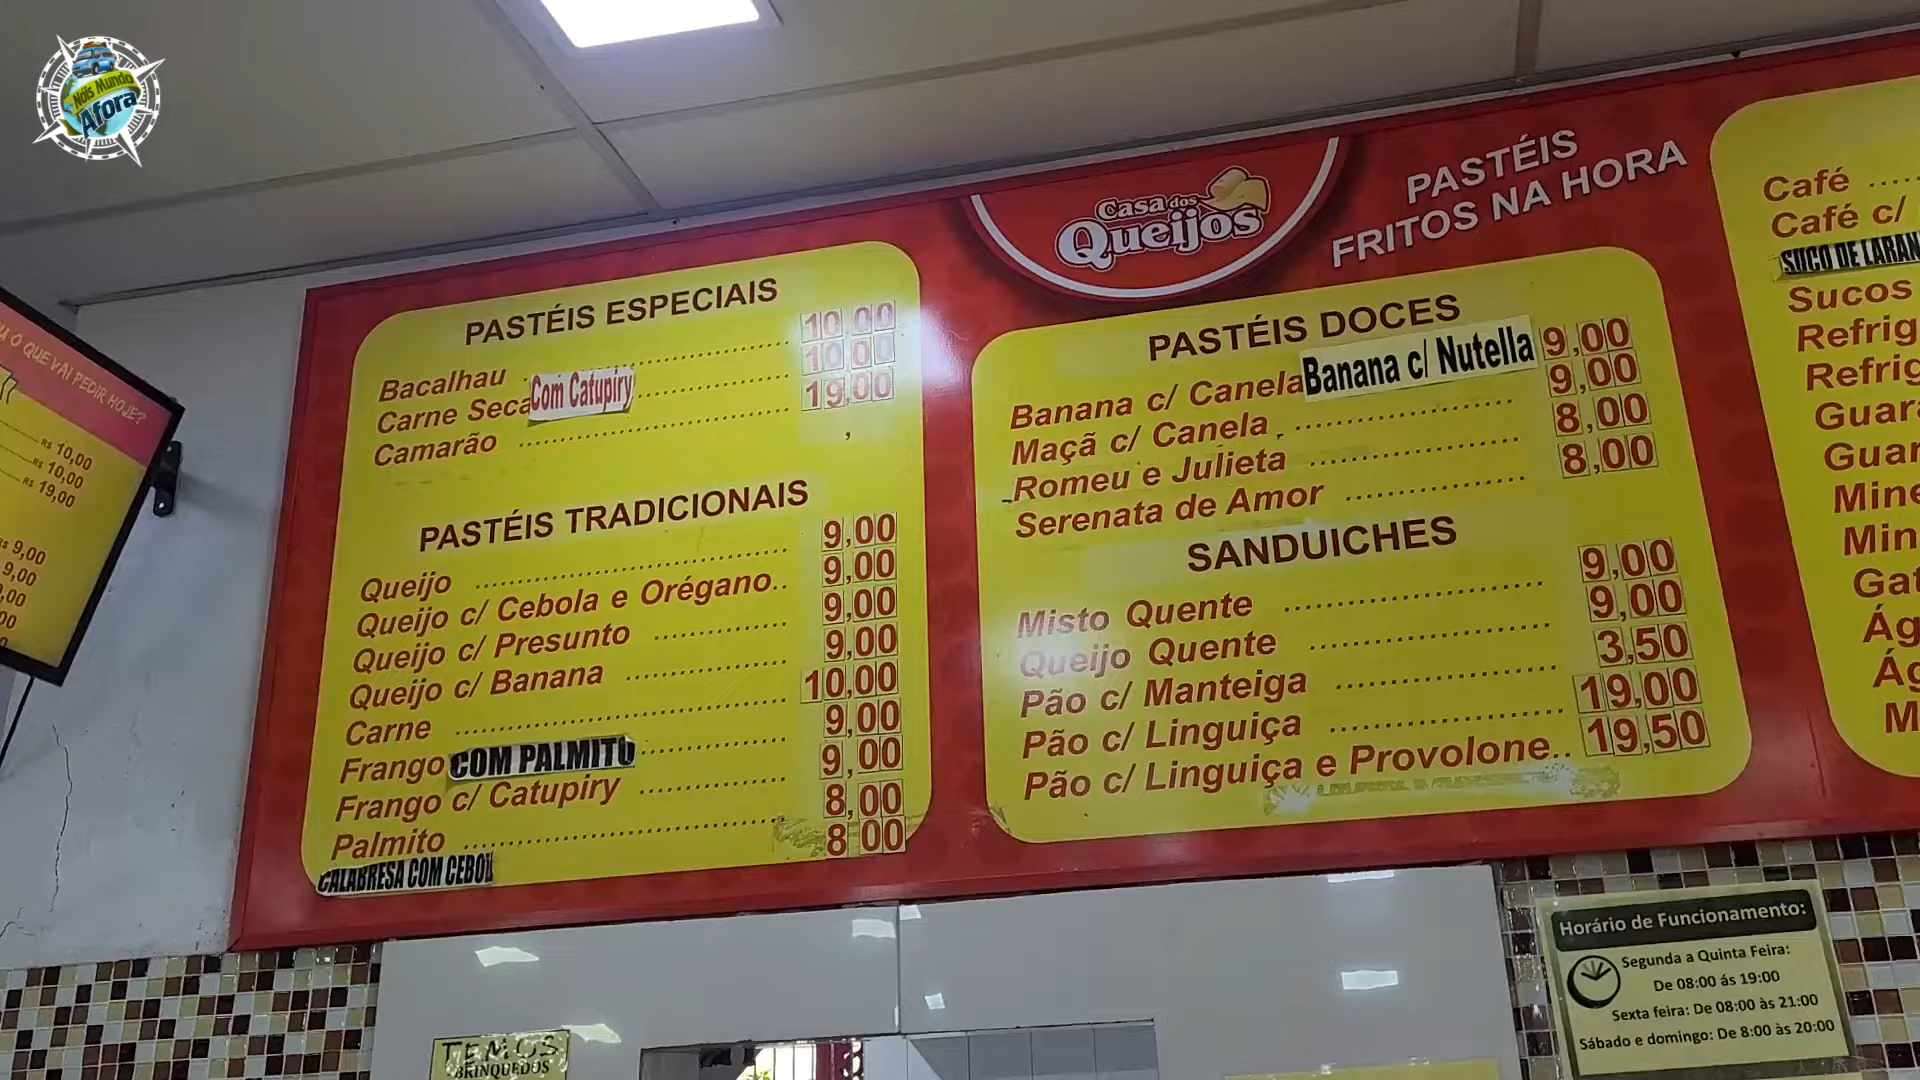 Nóis Mundo
Afora
U O QUE VAI PEDIR HOJE?
R$ 10,00
R$ 10,00
R$ 19,00
R$ 9,00
9,00
Casa dos
Queijos
PASTÉIS
FRITOS NA HORA
PASTÉIS ESPECIAIS
Bacalhau 10,00
Carne Seca Com Catupiry 10,00
Camarão 19,00
,
PASTÉIS TRADICIONAIS
Queijo 9,00
Queijo c/ Cebola e Orégano.. 9,00
Queijo c/ Presunto 9,00
Queijo c/ Banana 9,00
Carne 10,00
Frango COM PALMITO 9,00
Frango c/ Catupiry 9,00
Palmito 8,00
CALABRESA COM CEBOL 8 00
PASTÉIS DOCES
Banana c/ Canela Banana c/ Nutella 9,00
Maçã c/ Canela 9,00
Romeu e Julieta 8,00
Serenata de Amor 8,00
SANDUICHES
Misto Quente 9,00
Queijo Quente 9,00
Pão c/ Manteiga 3,50
Pão c/ Linguiça 19,00
Pão c/ Linguiça e Provolone.. 19,50
Café
Café c/
SUCO DE LARAN
Sucos
Refrig
Refrig
Guar
Guar
Mine
Min
Gat
Ág
Ág
M
Horário de Funcionamento:
Segunda a Quinta Feira:
De 08:00 ás 19:00
Sexta feira: De 08:00 às 21:00
Sábado e domingo: De 8:00 às 20:00
TEMOS
BRINQUEDOS